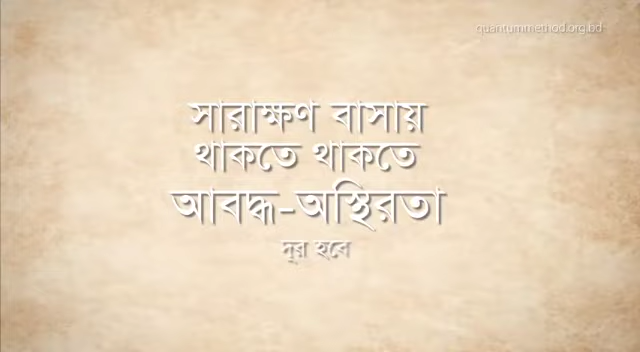 quantummethod.org.bd
সারাক্ষণ বাসায়
থাকতে থাকতে
আবদ্ধ-অস্থিরতা
দূর হবে